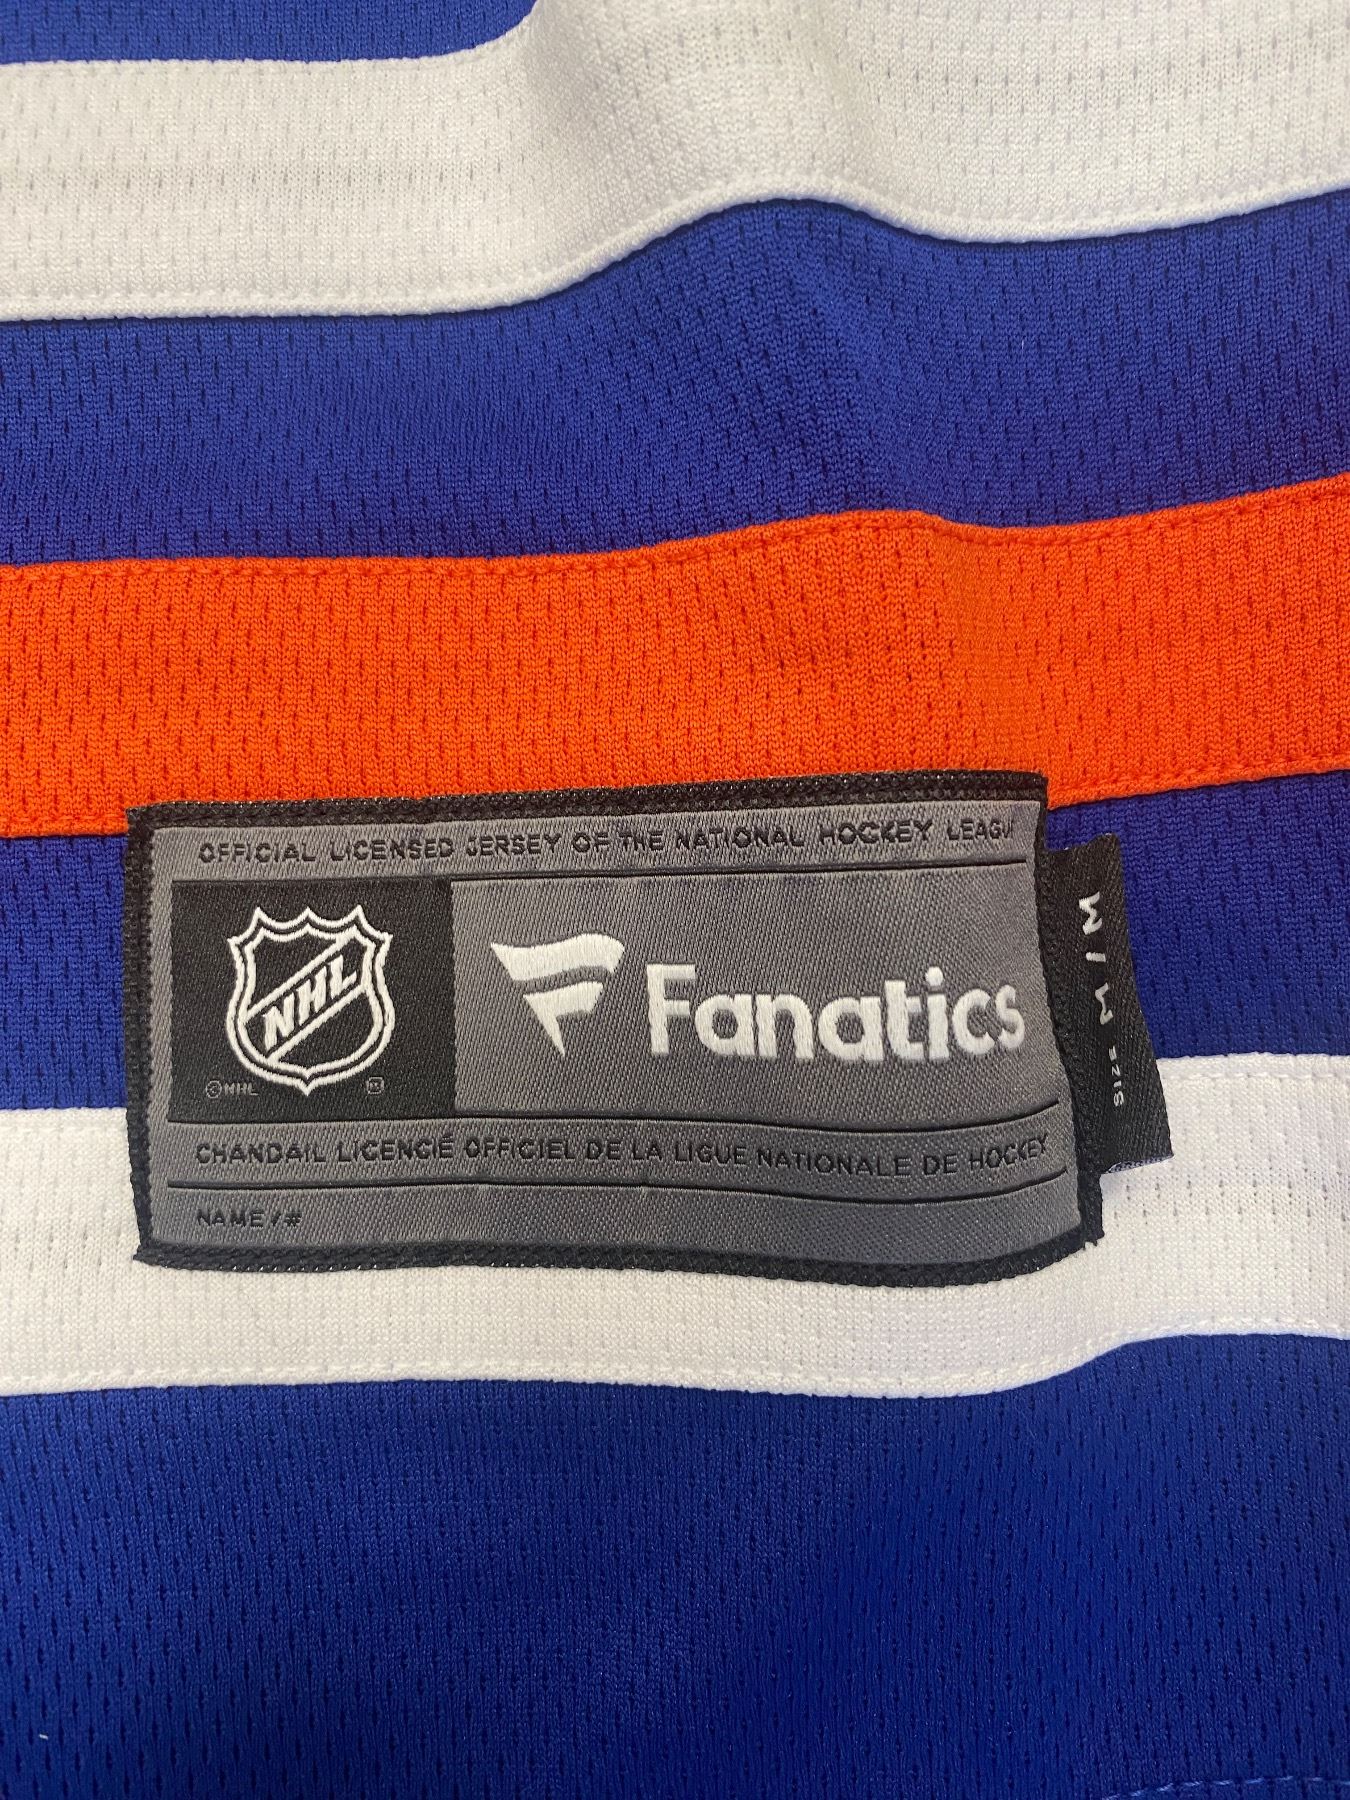 OFFICIAL LICENSED JERSEY OF THE NATIONAL HOCKEY LEAGU
NHL
Fanatics
©NHL
CHANDAIL LICENCIÉ OFFICIEL DE LA LIGUE NATIONALE DE HOCKEY
NAME/#
SIZE M/M